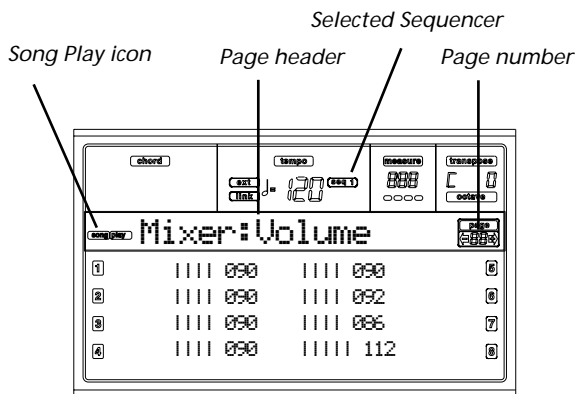 Selected Sequencer
Song Play icon Page header Page number
chord tempo measure transpose
ext seq 1 888 C 0
link ♩= 120 octave
song play Mixer:Volume page
88
1 |||| 090 |||| 090 5
2 |||| 090 |||| 092 6
3 |||| 090 |||| 086 7
4 |||| 090 ||||| 112 8